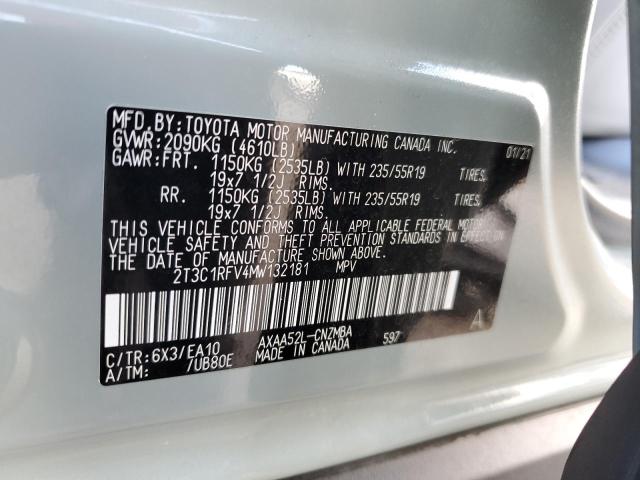 MFD. BY: TOYOTA MOTOR MANUFACTURING CANADA INC.
GVWR: 2090KG (4610LB) 01/21
GAWR: FRT. 1150KG (2535LB) WITH 235/55R19 TIRES.
19x7 1/2J RIMS.
RR. 1150KG (2535LB) WITH 235/55R19 TIRES.
19x7 1/2J RIMS.
THIS VEHICLE CONFORMS TO ALL APPLICABLE FEDERAL MOTOR
VEHICLE SAFETY AND THEFT PREVENTION STANDARDS IN EFFECT
THE DATE OF MANUFACTURE SHOWN ABOVE.
2T3C1RFV4MW132181 MPV
C/TR: 6X3/EA10 AXAA52L-CNZMBA 597 A
A/TM: /UB80E MADE IN CANADA